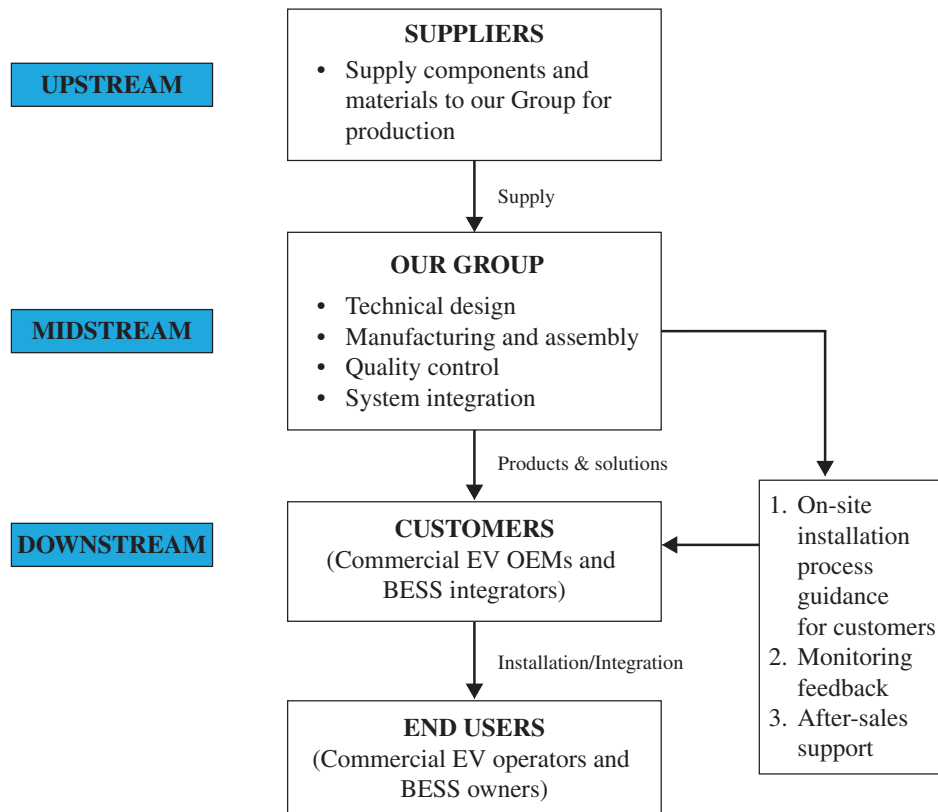 UPSTREAM
SUPPLIERS
• Supply components and
materials to our Group for
production
Supply
MIDSTREAM
OUR GROUP
• Technical design
• Manufacturing and assembly
• Quality control
• System integration
Products & solutions
DOWNSTREAM
CUSTOMERS
(Commercial EV OEMs and
BESS integrators)
1. On-site
installation
process
guidance
for customers
2. Monitoring
feedback
3. After-sales
support
Installation/Integration
END USERS
(Commercial EV operators and
BESS owners)